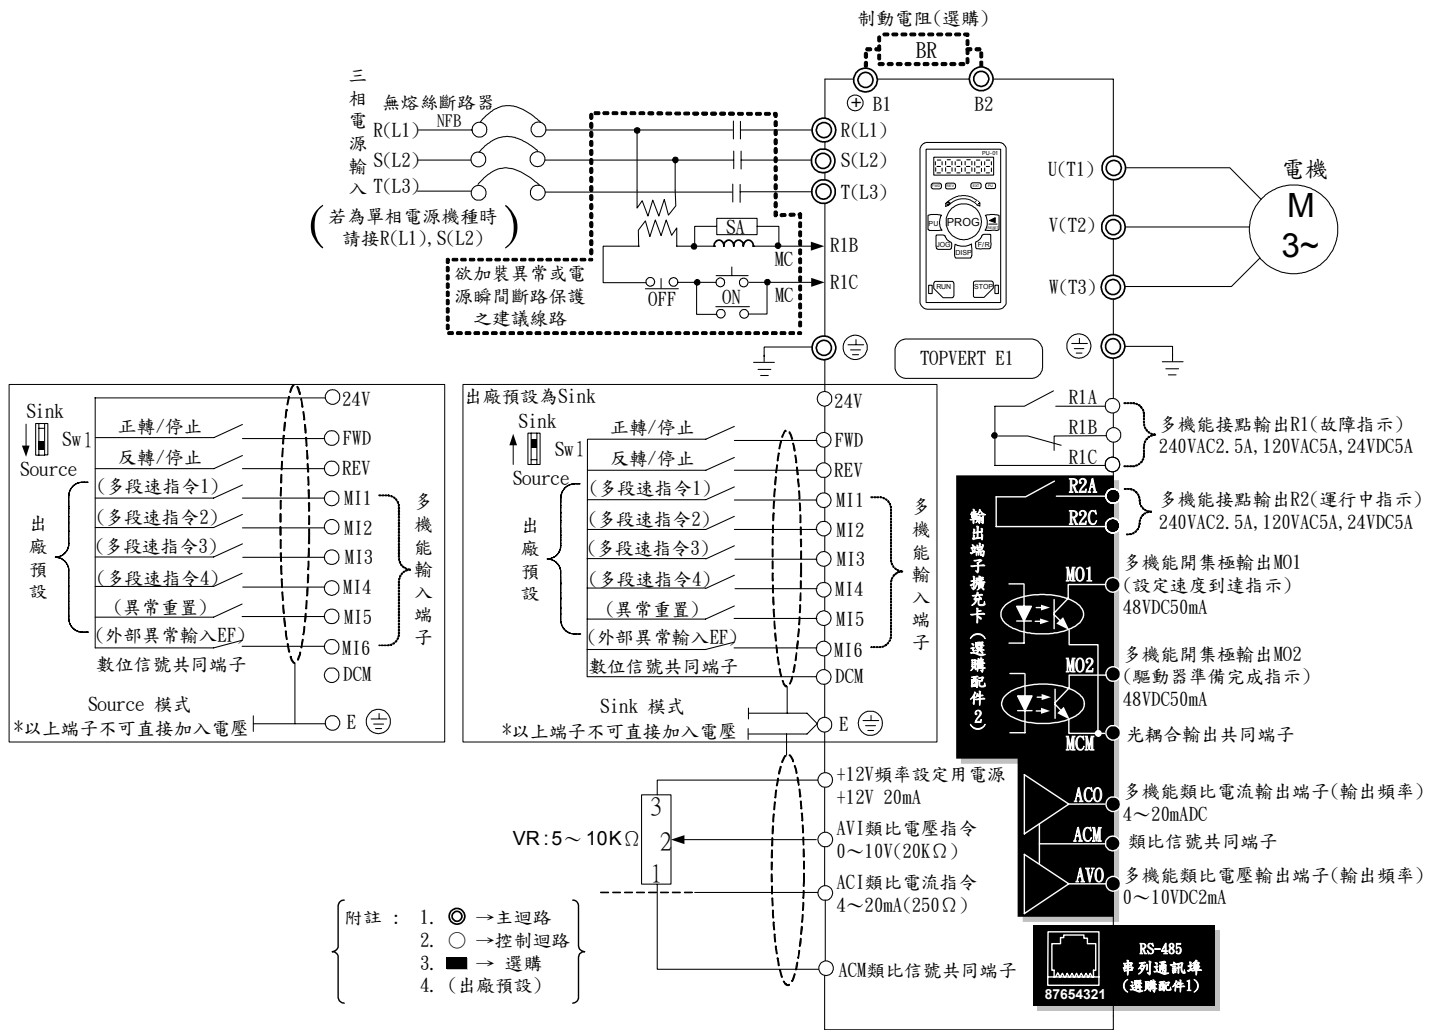 制動電阻(選購)
BR
B1
B2
三相電源輸入
無熔絲斷路器
NFB
R(L1)
S(L2)
T(L3)
(若為單相電源機種時
請接R(L1), S(L2))
R(L1)
S(L2)
T(L3)
SA
MC
R1B
OFF
ON
MC
R1C
欲加裝異常或電
源瞬間斷路保護
之建議線路
PU-01
PU
PROG
JOG
DISP
F/R
RUN
STOP
U(T1)
V(T2)
W(T3)
電機
M
3~
TOPVERT E1
Sink
Sw1
Source
正轉/停止
反轉/停止
(多段速指令1)
(多段速指令2)
(多段速指令3)
(多段速指令4)
(異常重置)
(外部異常輸入EF)
數位信號共同端子
出廠預設
24V
FWD
REV
MI1
MI2
MI3
MI4
MI5
MI6
DCM
E
多機能輸入端子
Source 模式
*以上端子不可直接加入電壓
出廠預設為Sink
Sink
Sw1
Source
正轉/停止
反轉/停止
(多段速指令1)
(多段速指令2)
(多段速指令3)
(多段速指令4)
(異常重置)
(外部異常輸入EF)
數位信號共同端子
出廠預設
24V
FWD
REV
MI1
MI2
MI3
MI4
MI5
MI6
DCM
E
多機能輸入端子
Sink 模式
*以上端子不可直接加入電壓
R1A
R1B
R1C
多機能接點輸出R1(故障指示)
240VAC2.5A, 120VAC5A, 24VDC5A
R2A
R2C
多機能接點輸出R2(運行中指示)
240VAC2.5A, 120VAC5A, 24VDC5A
輸出端子擴充卡(選購配件2)
MO1
多機能開集極輸出MO1
(設定速度到達指示)
48VDC50mA
MO2
多機能開集極輸出MO2
(驅動器準備完成指示)
48VDC50mA
MCM
光耦合輸出共同端子
ACO
多機能類比電流輸出端子(輸出頻率)
4～20mADC
ACM
類比信號共同端子
AVO
多機能類比電壓輸出端子(輸出頻率)
0～10VDC2mA
+12V頻率設定用電源
+12V 20mA
AVI類比電壓指令
0～10V(20KΩ)
ACI類比電流指令
4～20mA(250Ω)
ACM類比信號共同端子
VR:5～10KΩ
3
2
1
附註 : 1. ◎ →主迴路
2. ○ →控制迴路
3. ■ → 選購
4. (出廠預設)
RS-485
串列通訊埠
(選購配件1)
87654321